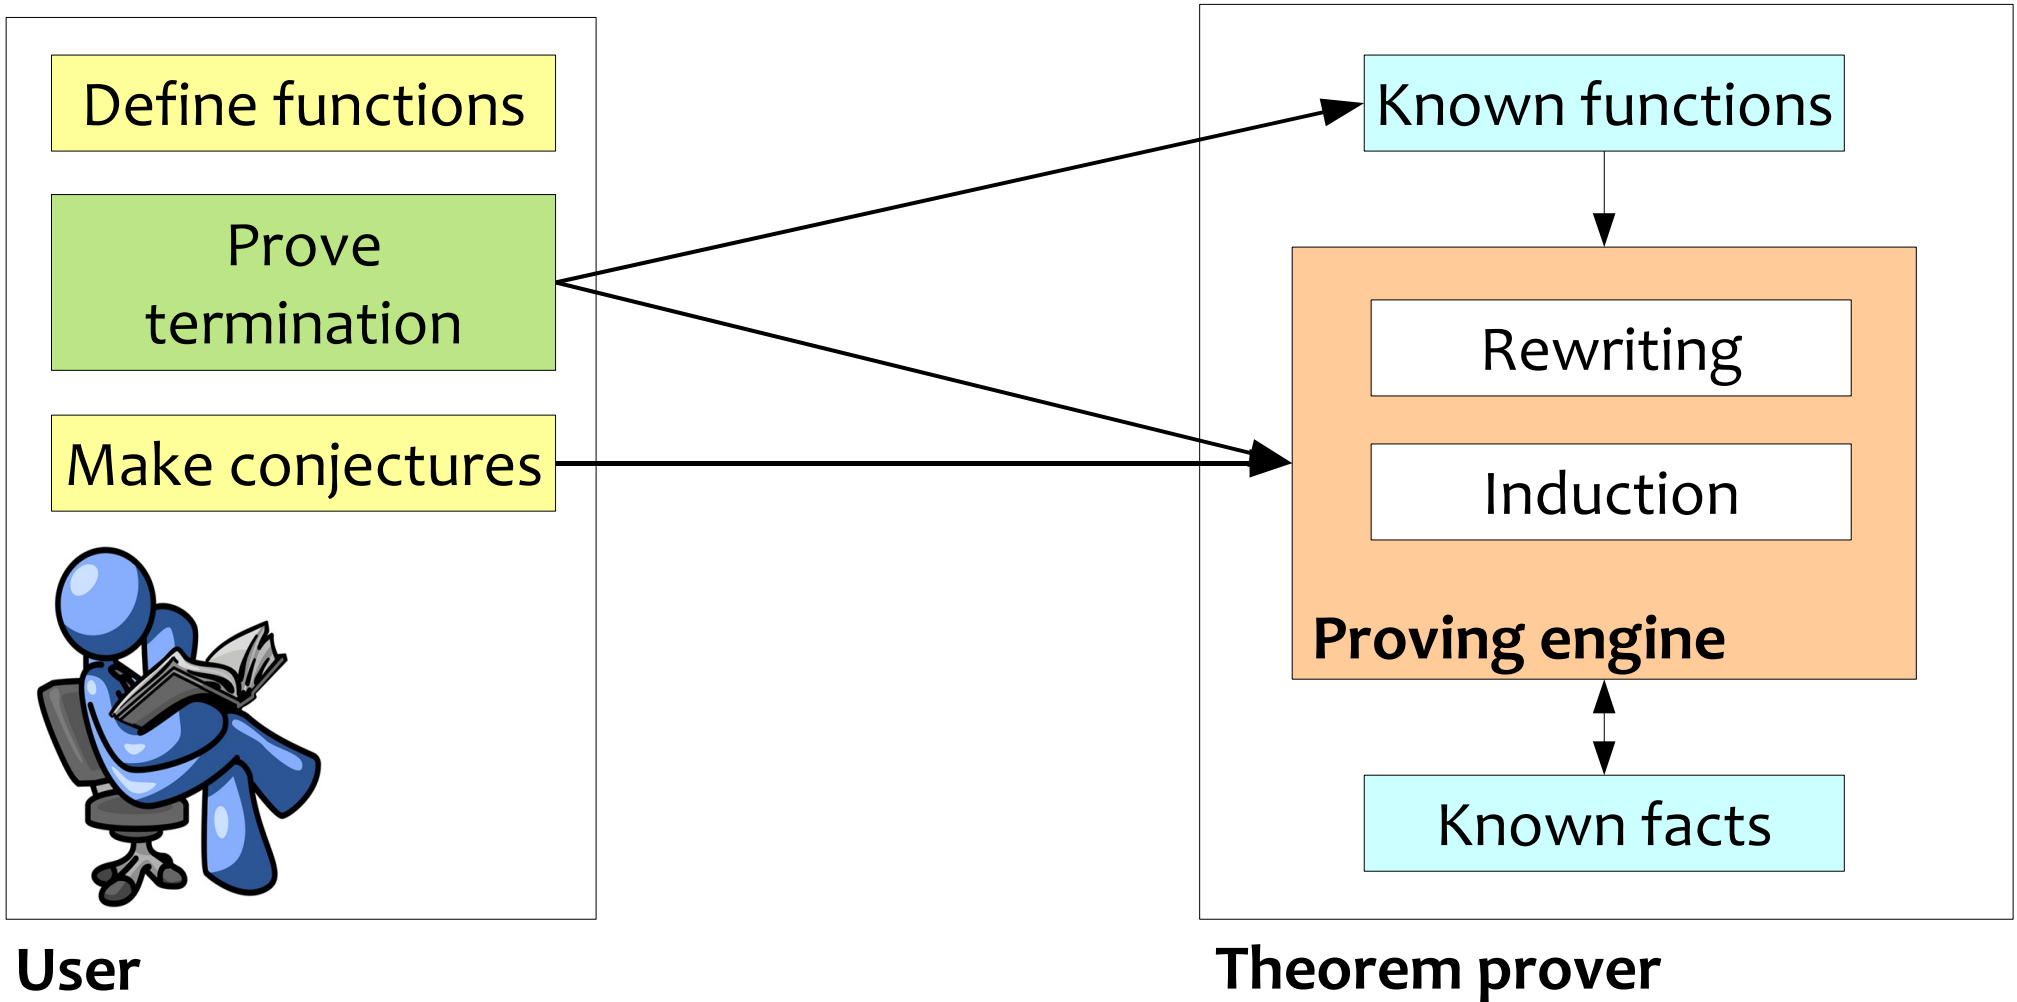 Define functions
Prove
termination
Make conjectures
User
Known functions
Rewriting
Induction
Proving engine
Known facts
Theorem prover